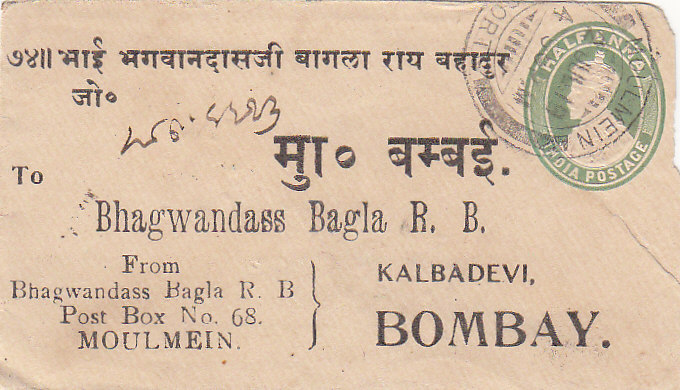 ७४॥ भाई भगवानदासजी बागला राय बहादुर
जो०
मुा० बम्बई.
To
Bhagwandass Bagla R. B.
From
Bhagwandass Bagla R. B
Post Box No. 68.
MOULMEIN.
KALBADEVI,
BOMBAY.
HALF ANNA
INDIA POSTAGE